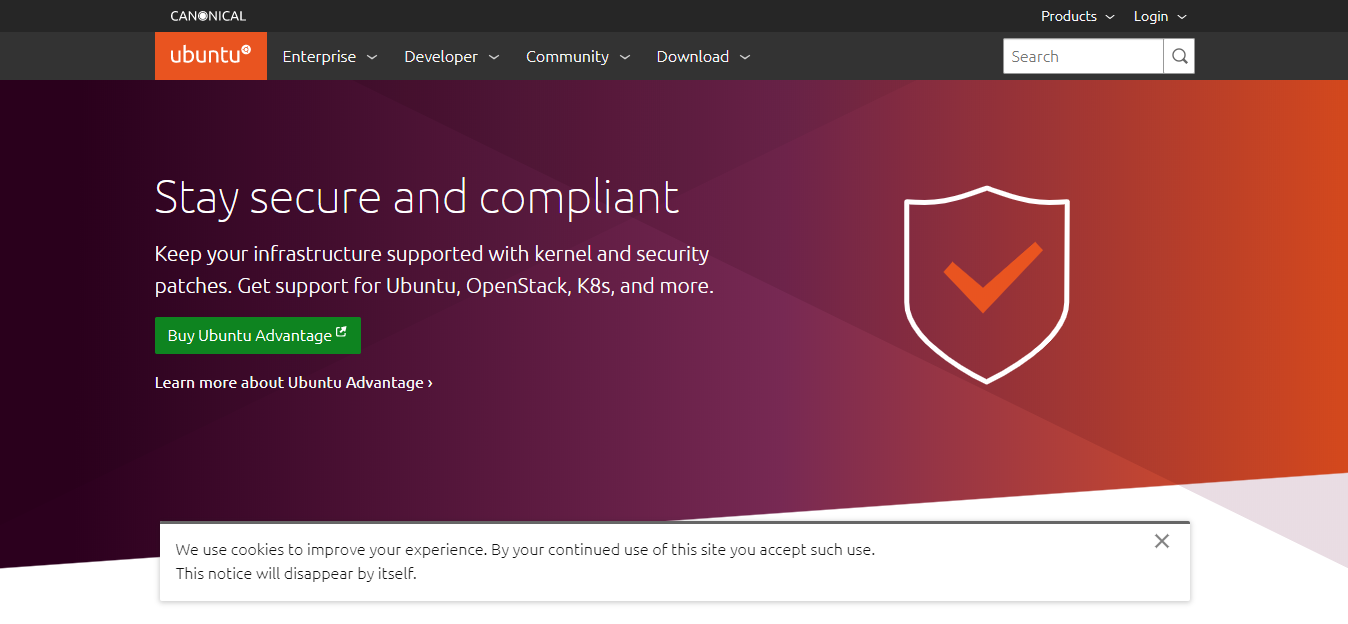 CANONICAL
Products
Login
ubuntu
Enterprise
Developer
Community
Download
Search
Stay secure and compliant
Keep your infrastructure supported with kernel and security
patches. Get support for Ubuntu, OpenStack, K8s, and more.
Buy Ubuntu Advantage
Learn more about Ubuntu Advantage ›
We use cookies to improve your experience. By your continued use of this site you accept such use.
This notice will disappear by itself.